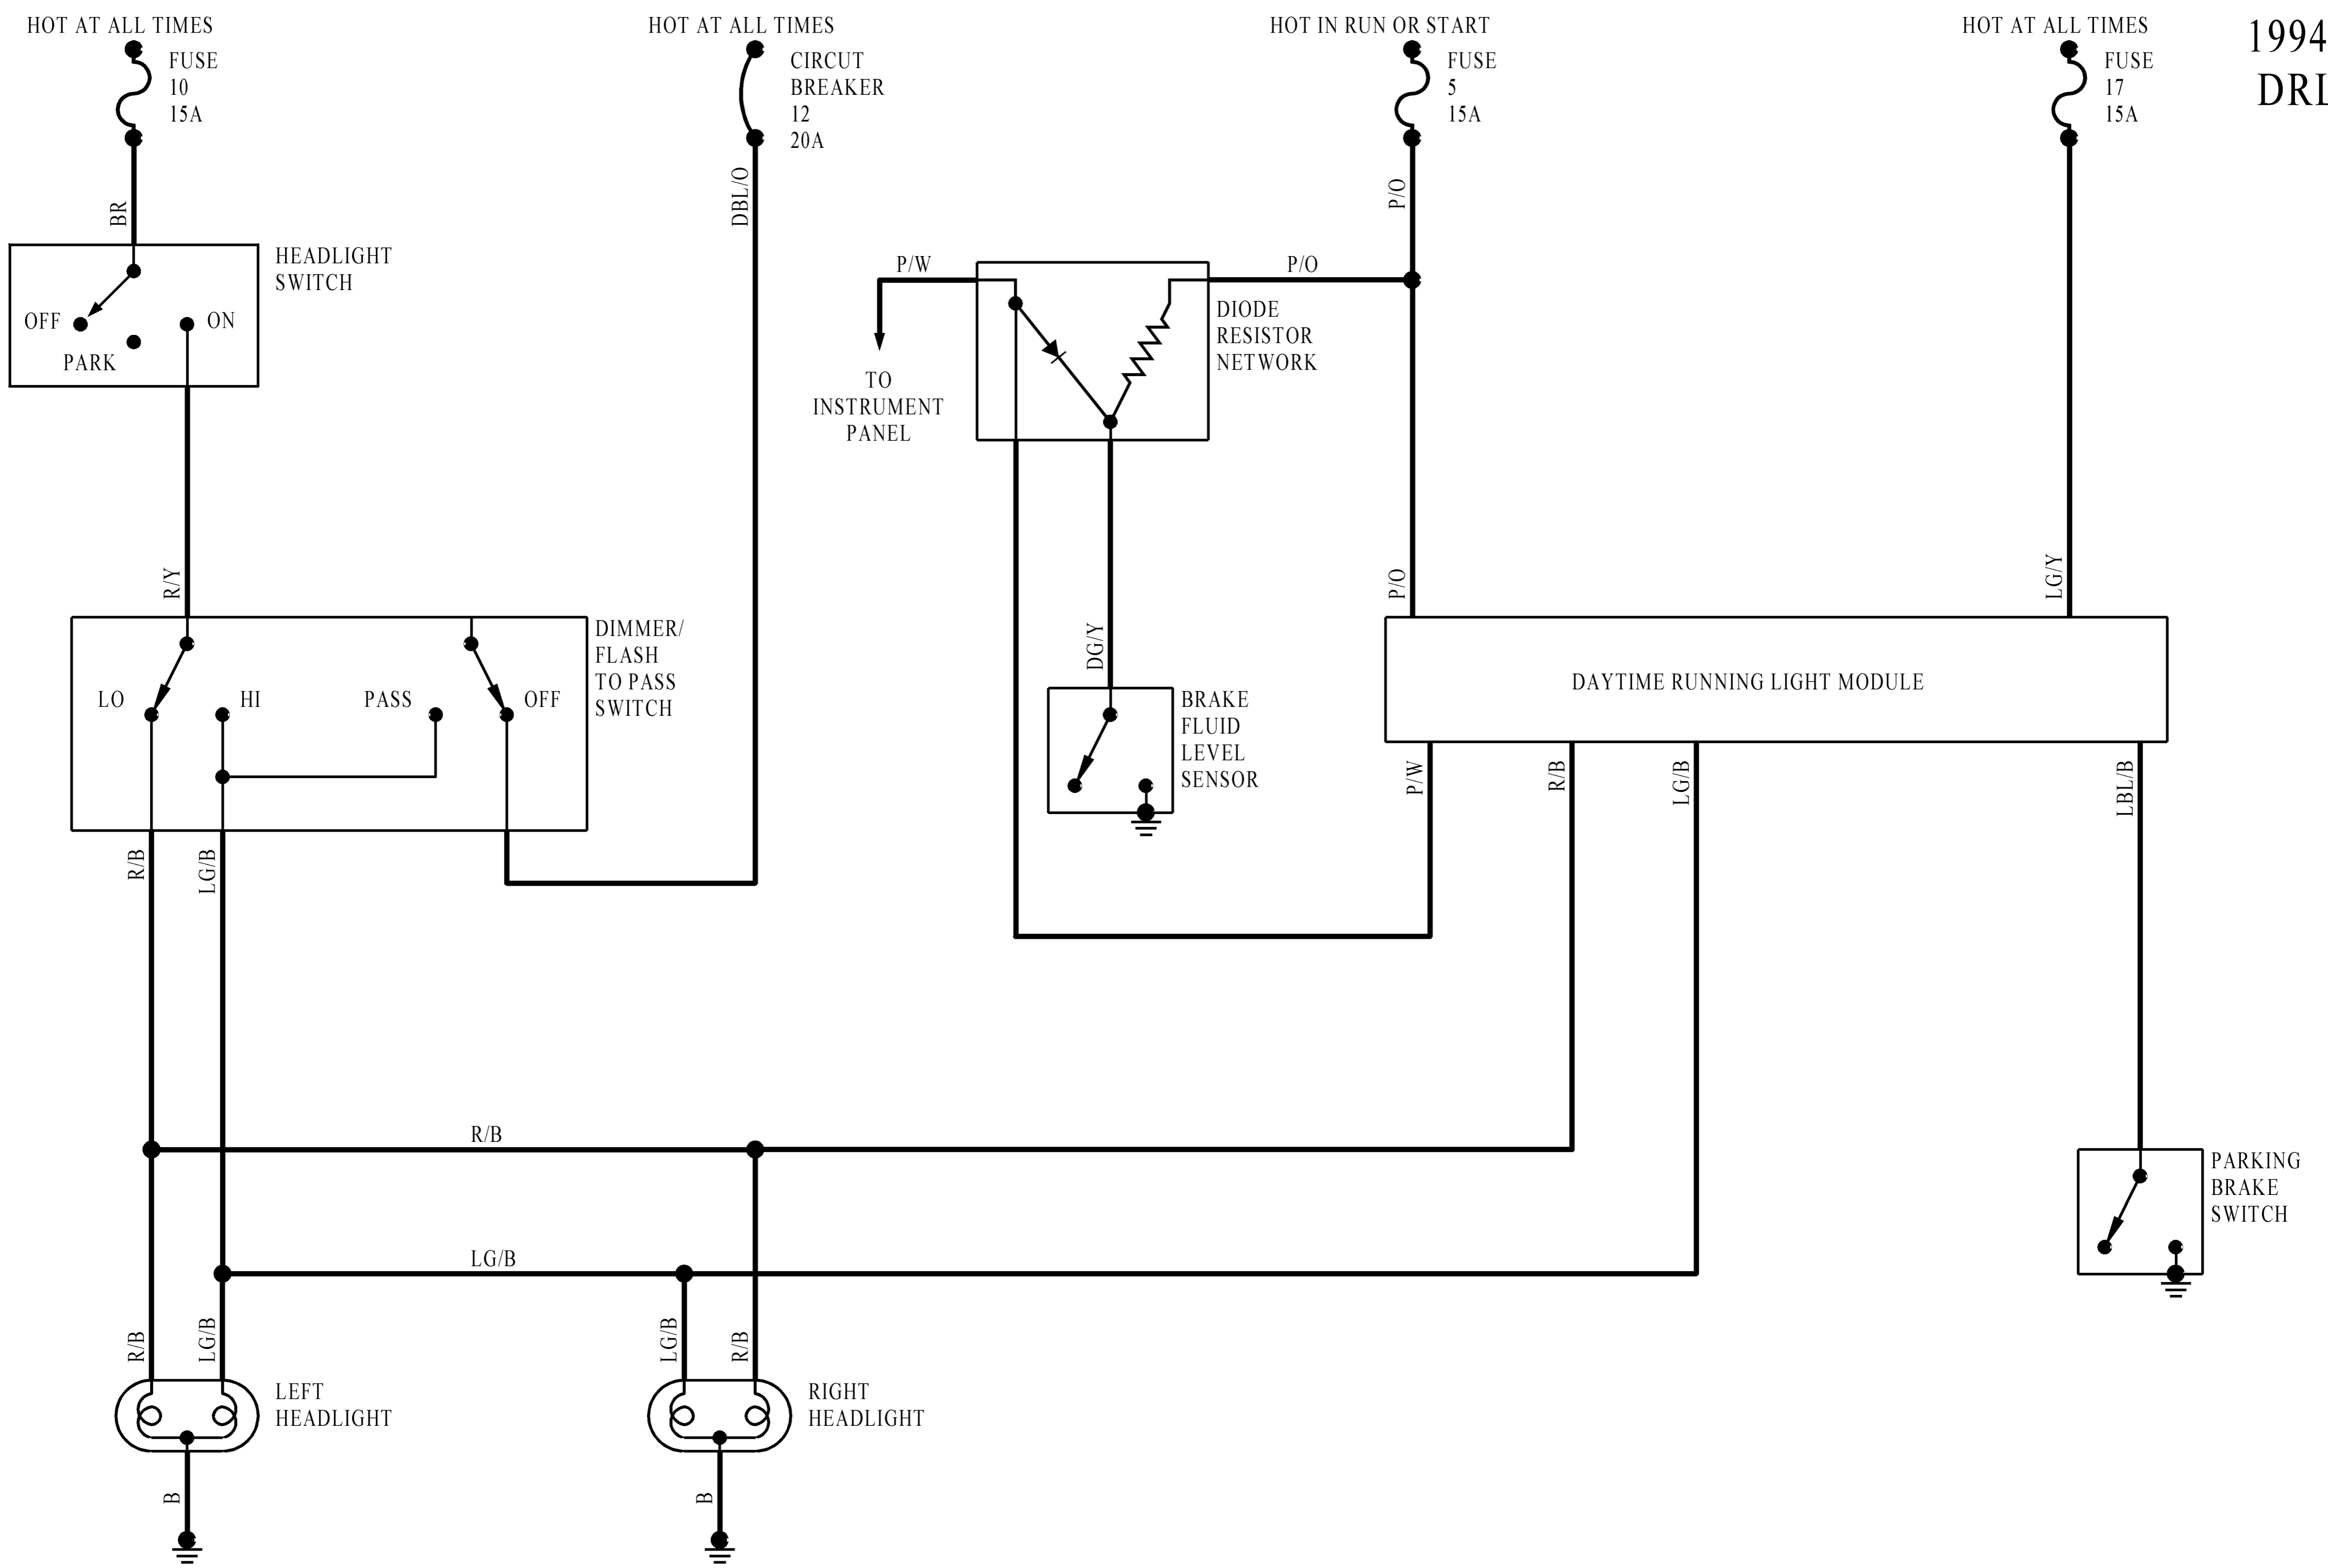 HOT AT ALL TIMES
FUSE
10
15A
HOT AT ALL TIMES
CIRCUT
BREAKER
12
20A
HOT IN RUN OR START
FUSE
5
15A
HOT AT ALL TIMES
FUSE
17
15A
1994
DRL
BR
DBL/O
P/O
HEADLIGHT
SWITCH
OFF
ON
PARK
P/W
P/O
TO
INSTRUMENT
PANEL
DIODE
RESISTOR
NETWORK
R/Y
P/O
LG/Y
DIMMER/
FLASH
TO PASS
SWITCH
LO
HI
PASS
OFF
DG/Y
BRAKE
FLUID
LEVEL
SENSOR
DAYTIME RUNNING LIGHT MODULE
P/W
R/B
LG/B
LBL/B
R/B
LG/B
R/B
LG/B
PARKING
BRAKE
SWITCH
R/B
LG/B
LG/B
R/B
LEFT
HEADLIGHT
RIGHT
HEADLIGHT
B
B